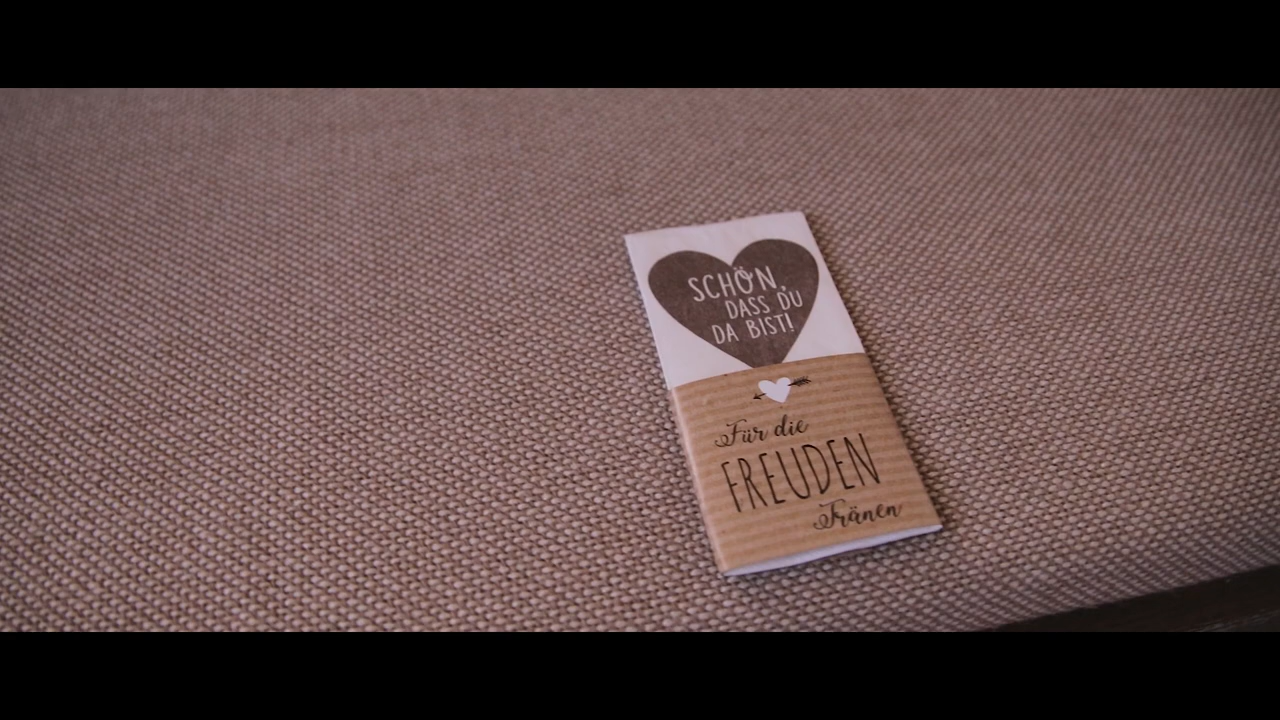 SCHÖN,
DASS DU
DA BIST!
Für die
FREUDEN
Tränen